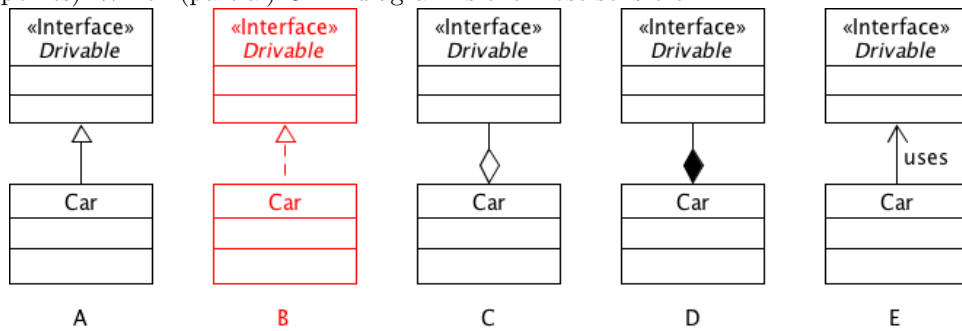 «Interface» «Interface» «Interface» «Interface» «Interface»
Drivable Drivable Drivable Drivable Drivable
uses
Car Car Car Car Car
A B C D E